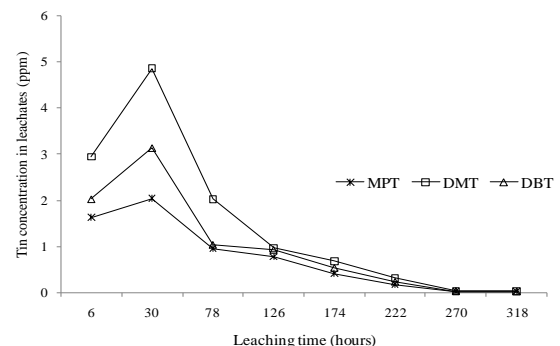 Tin concentration in leachates (ppm)
6
5
4
3
2
1
0
MPT DMT DBT
6 30 78 126 174 222 270 318
Leaching time (hours)